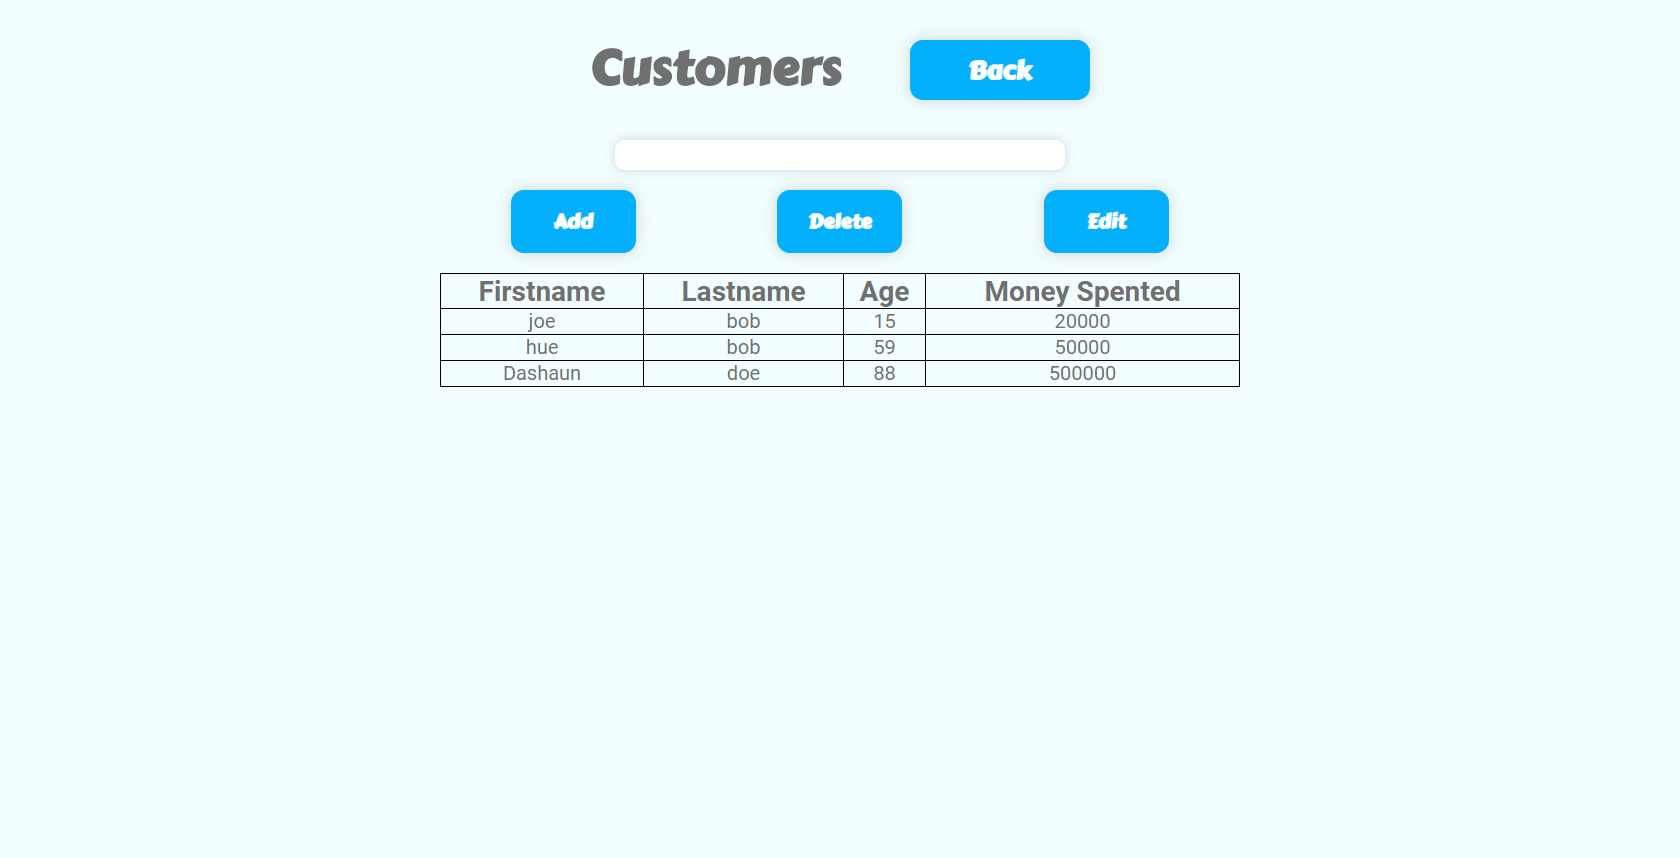 Customers Back
Add Delete Edit
Firstname Lastname Age Money Spented
joe bob 15 20000
hue bob 59 50000
Dashaun doe 88 500000